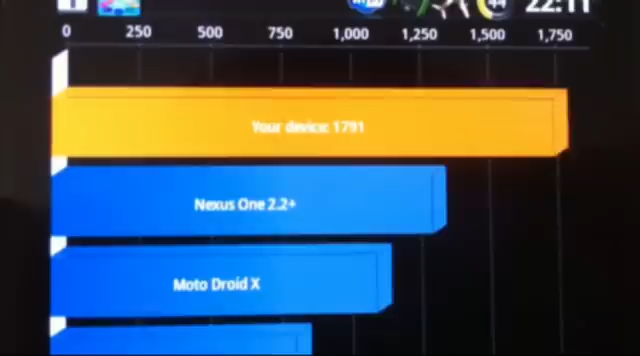 22:11
0 250 500 750 1,000 1,250 1,500 1,750
Your device: 1791
Nexus One 2.2+
Moto Droid X